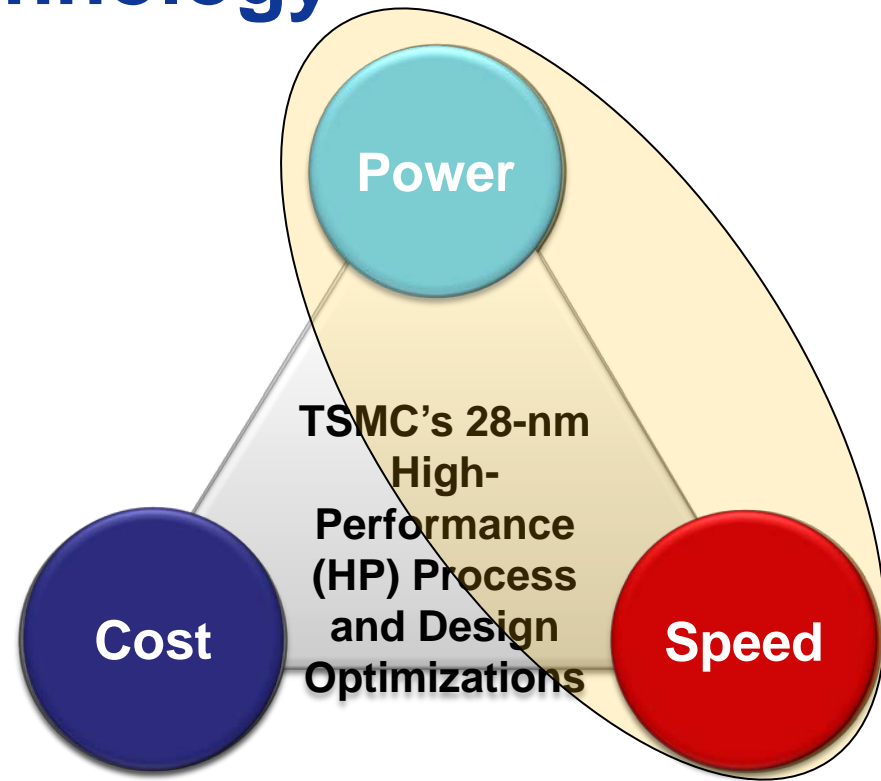 Power
TSMC’s 28-nm
High-
Performance
(HP) Process
and Design
Optimizations
Cost
Speed